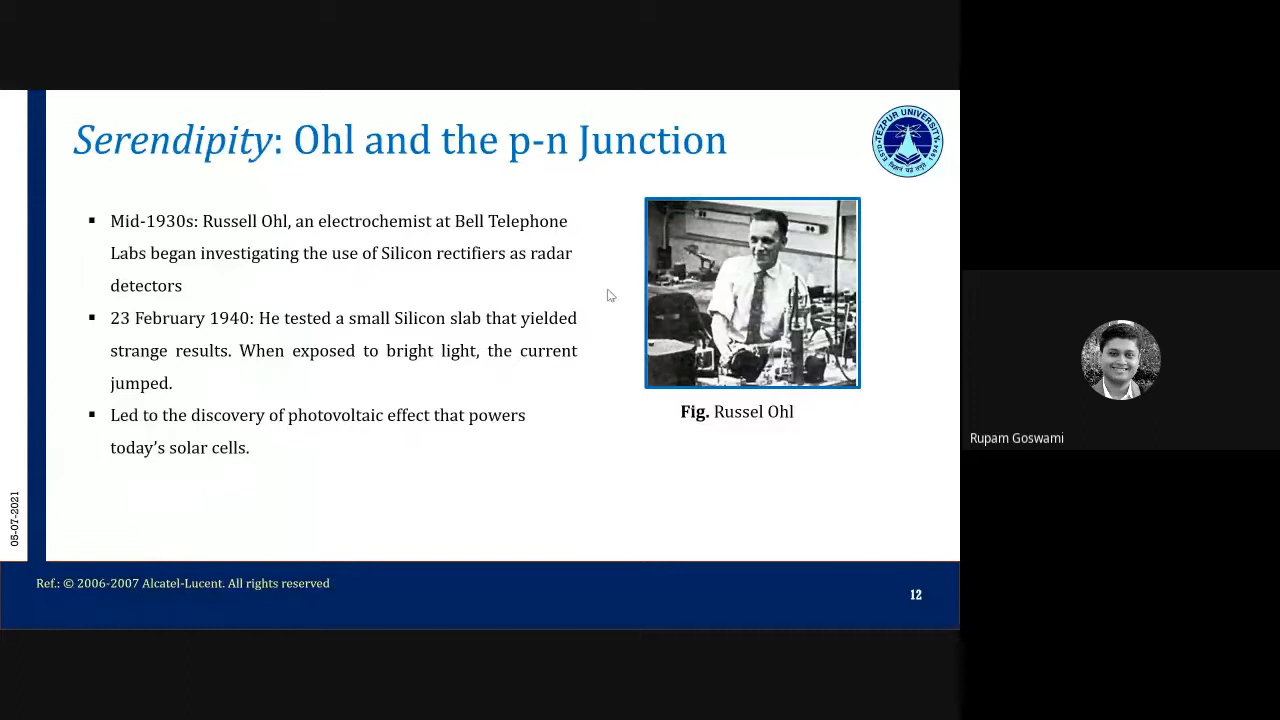 Serendipity: Ohl and the p-n Junction
TEZPUR UNIVERSITY
▪ Mid-1930s: Russell Ohl, an electrochemist at Bell Telephone
Labs began investigating the use of Silicon rectifiers as radar
detectors
▪ 23 February 1940: He tested a small Silicon slab that yielded
strange results. When exposed to bright light, the current
jumped.
▪ Led to the discovery of photovoltaic effect that powers
today’s solar cells.
Fig. Russel Ohl
Rupam Goswami
06-07-2021
Ref.: © 2006-2007 Alcatel-Lucent. All rights reserved
12